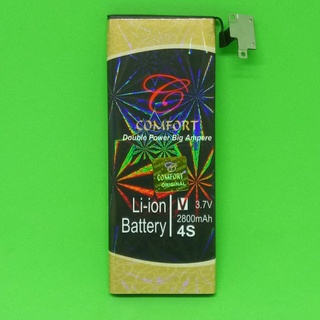 C
COMFORT
Double Power Big Ampere
COMFORT
ORIGINAL
Li-ion
Battery
V 3.7V
2800mAh
4S